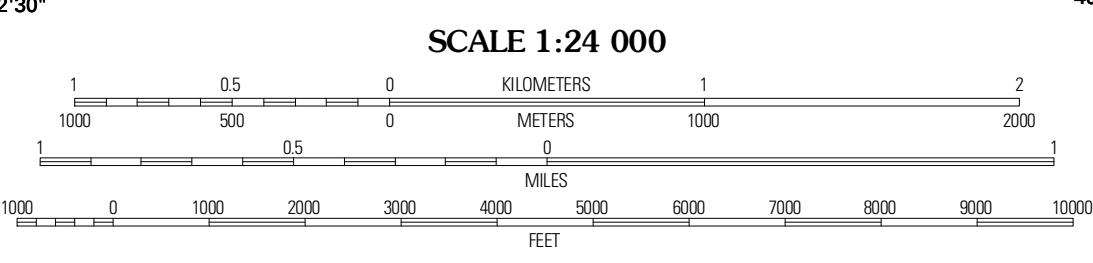 2'30"
SCALE 1:24 000
1 0.5 0 KILOMETERS 1 2
1000 500 0 METERS 1000 2000
1 0.5 0 1
MILES
1000 0 1000 2000 3000 4000 5000 6000 7000 8000 9000 10000
FEET